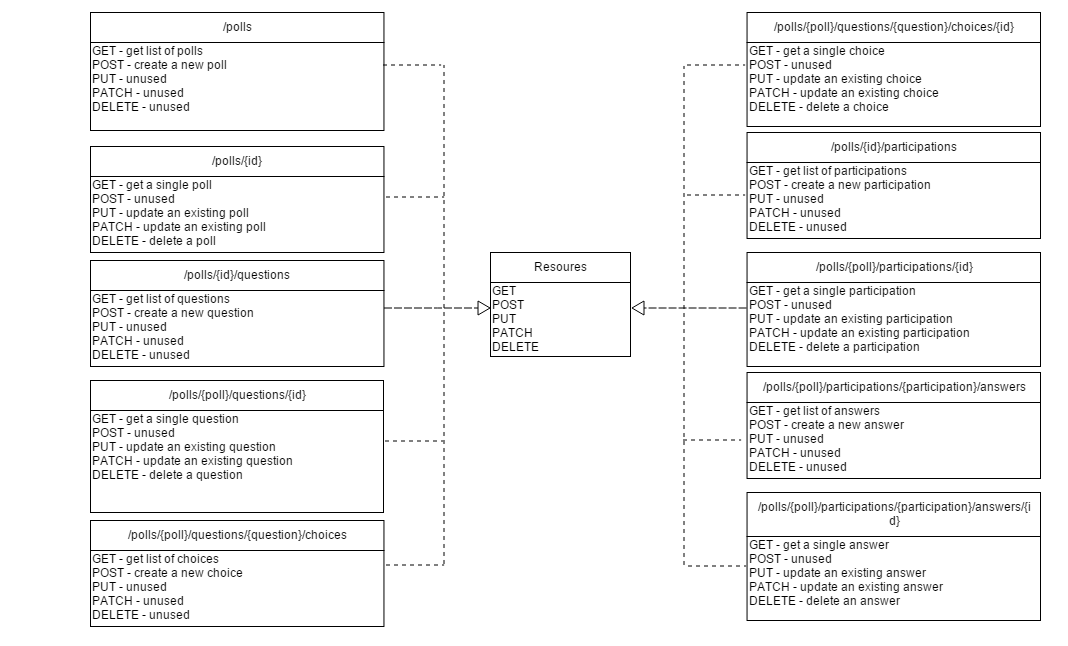 /polls
GET - get list of polls
POST - create a new poll
PUT - unused
PATCH - unused
DELETE - unused
/polls/{id}
GET - get a single poll
POST - unused
PUT - update an existing poll
PATCH - update an existing poll
DELETE - delete a poll
/polls/{id}/questions
GET - get list of questions
POST - create a new question
PUT - unused
PATCH - unused
DELETE - unused
/polls/{poll}/questions/{id}
GET - get a single question
POST - unused
PUT - update an existing question
PATCH - update an existing question
DELETE - delete a question
/polls/{poll}/questions/{question}/choices
GET - get list of choices
POST - create a new choice
PUT - unused
PATCH - unused
DELETE - unused
Resoures
GET
POST
PUT
PATCH
DELETE
/polls/{poll}/questions/{question}/choices/{id}
GET - get a single choice
POST - unused
PUT - update an existing choice
PATCH - update an existing choice
DELETE - delete a choice
/polls/{id}/participations
GET - get list of participations
POST - create a new participation
PUT - unused
PATCH - unused
DELETE - unused
/polls/{poll}/participations/{id}
GET - get a single participation
POST - unused
PUT - update an existing participation
PATCH - update an existing participation
DELETE - delete a participation
/polls/{poll}/participations/{participation}/answers
GET - get list of answers
POST - create a new answer
PUT - unused
PATCH - unused
DELETE - unused
/polls/{poll}/participations/{participation}/answers/{i
d}
GET - get a single answer
POST - unused
PUT - update an existing answer
PATCH - update an existing answer
DELETE - delete an answer